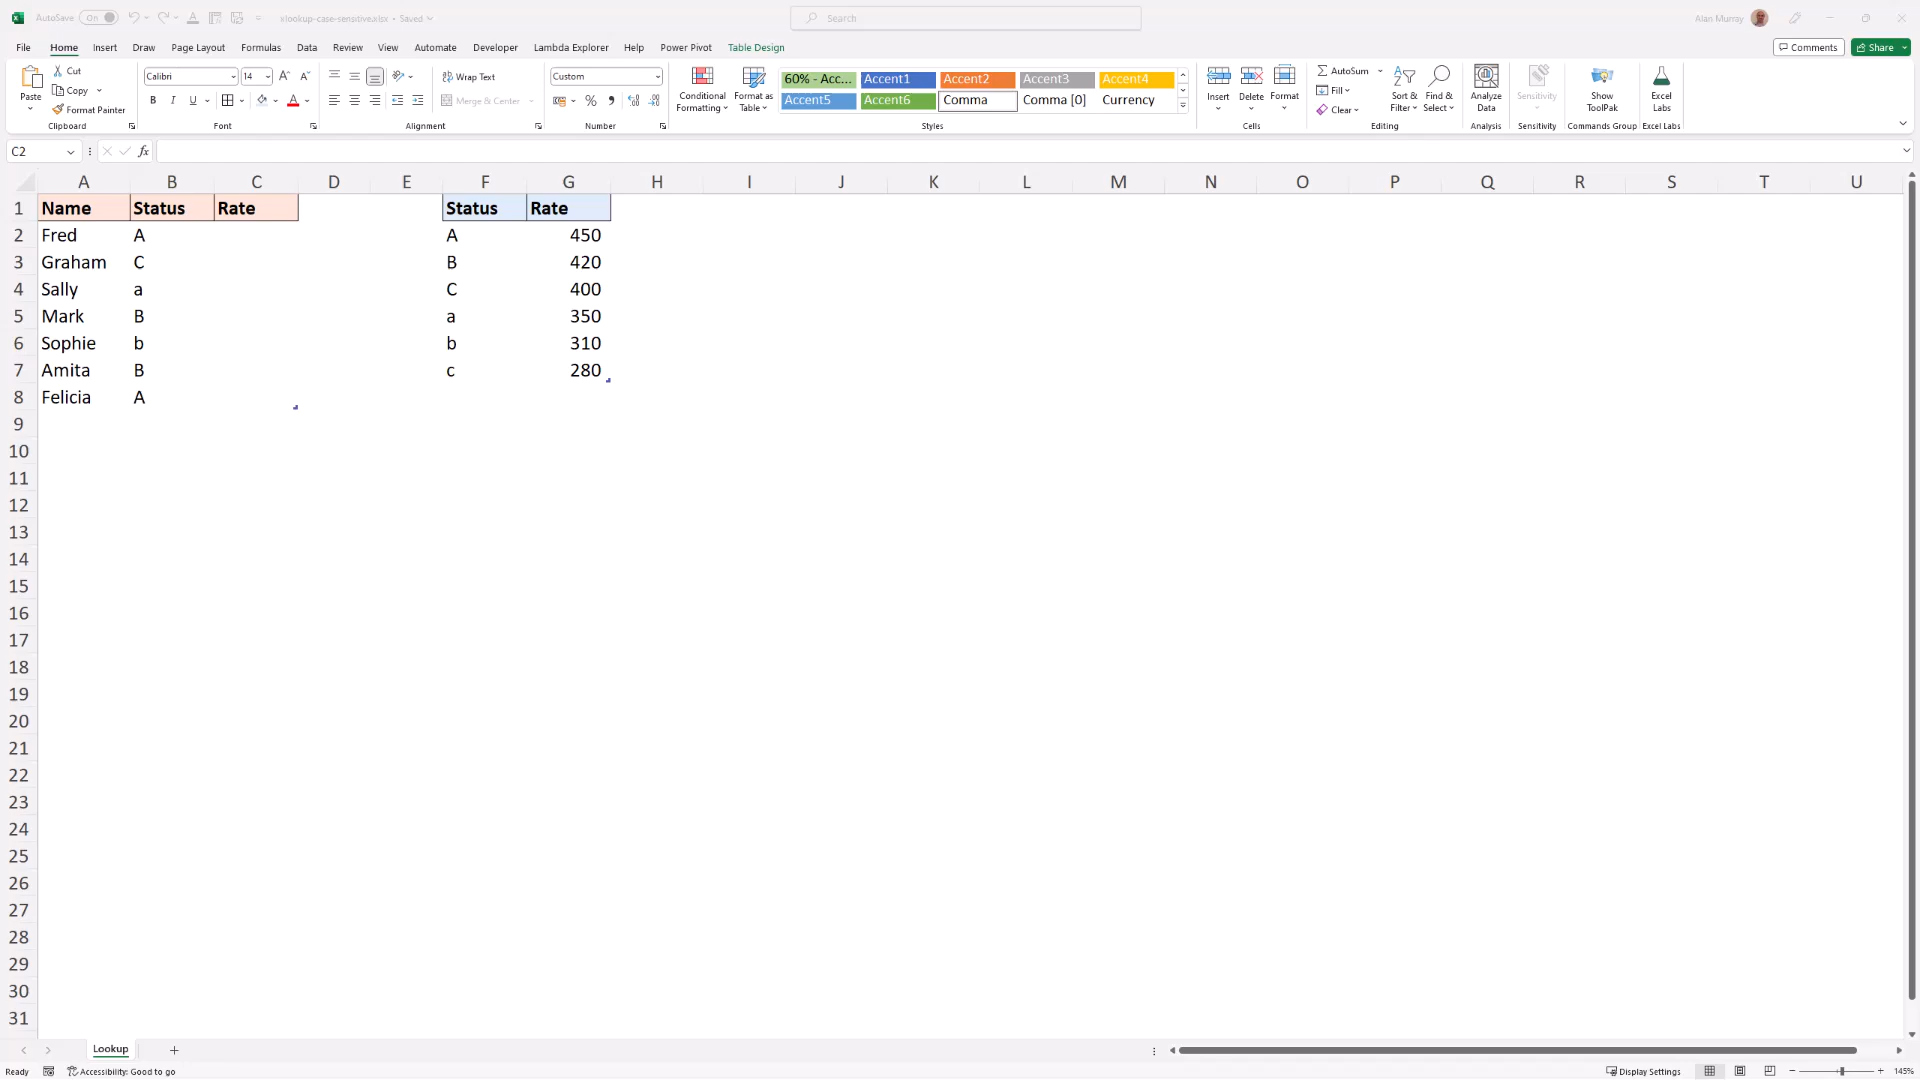 AutoSave On xlookup-case-sensitive.xlsx • Saved Search Alan Murray
File Home Insert Draw Page Layout Formulas Data Review View Automate Developer Lambda Explorer Help Power Pivot Table Design Comments Share
Paste Cut Copy Format Painter Clipboard
Calibri 14 B I U A Font
Wrap Text Merge & Center Alignment
Custom % Number
Conditional Formatting Format as Table
60% - Acc... Accent1 Accent2 Accent3 Accent4
Accent5 Accent6 Comma Comma [0] Currency
Styles
Insert Delete Format Cells
AutoSum Fill Clear Sort & Filter Find & Select Editing
Analyze Data Analysis
Sensitivity Sensitivity
Show ToolPak Commands Group
Excel Labs Excel Labs
C2 fx
A B C D E F G H I J K L M N O P Q R S T U
1 Name Status Rate Status Rate
2 Fred A A 450
3 Graham C B 420
4 Sally a C 400
5 Mark B a 350
6 Sophie b b 310
7 Amita B c 280
8 Felicia A
9
10
11
12
13
14
15
16
17
18
19
20
21
22
23
24
25
26
27
28
29
30
31
Lookup
Ready Accessibility: Good to go Display Settings 145%